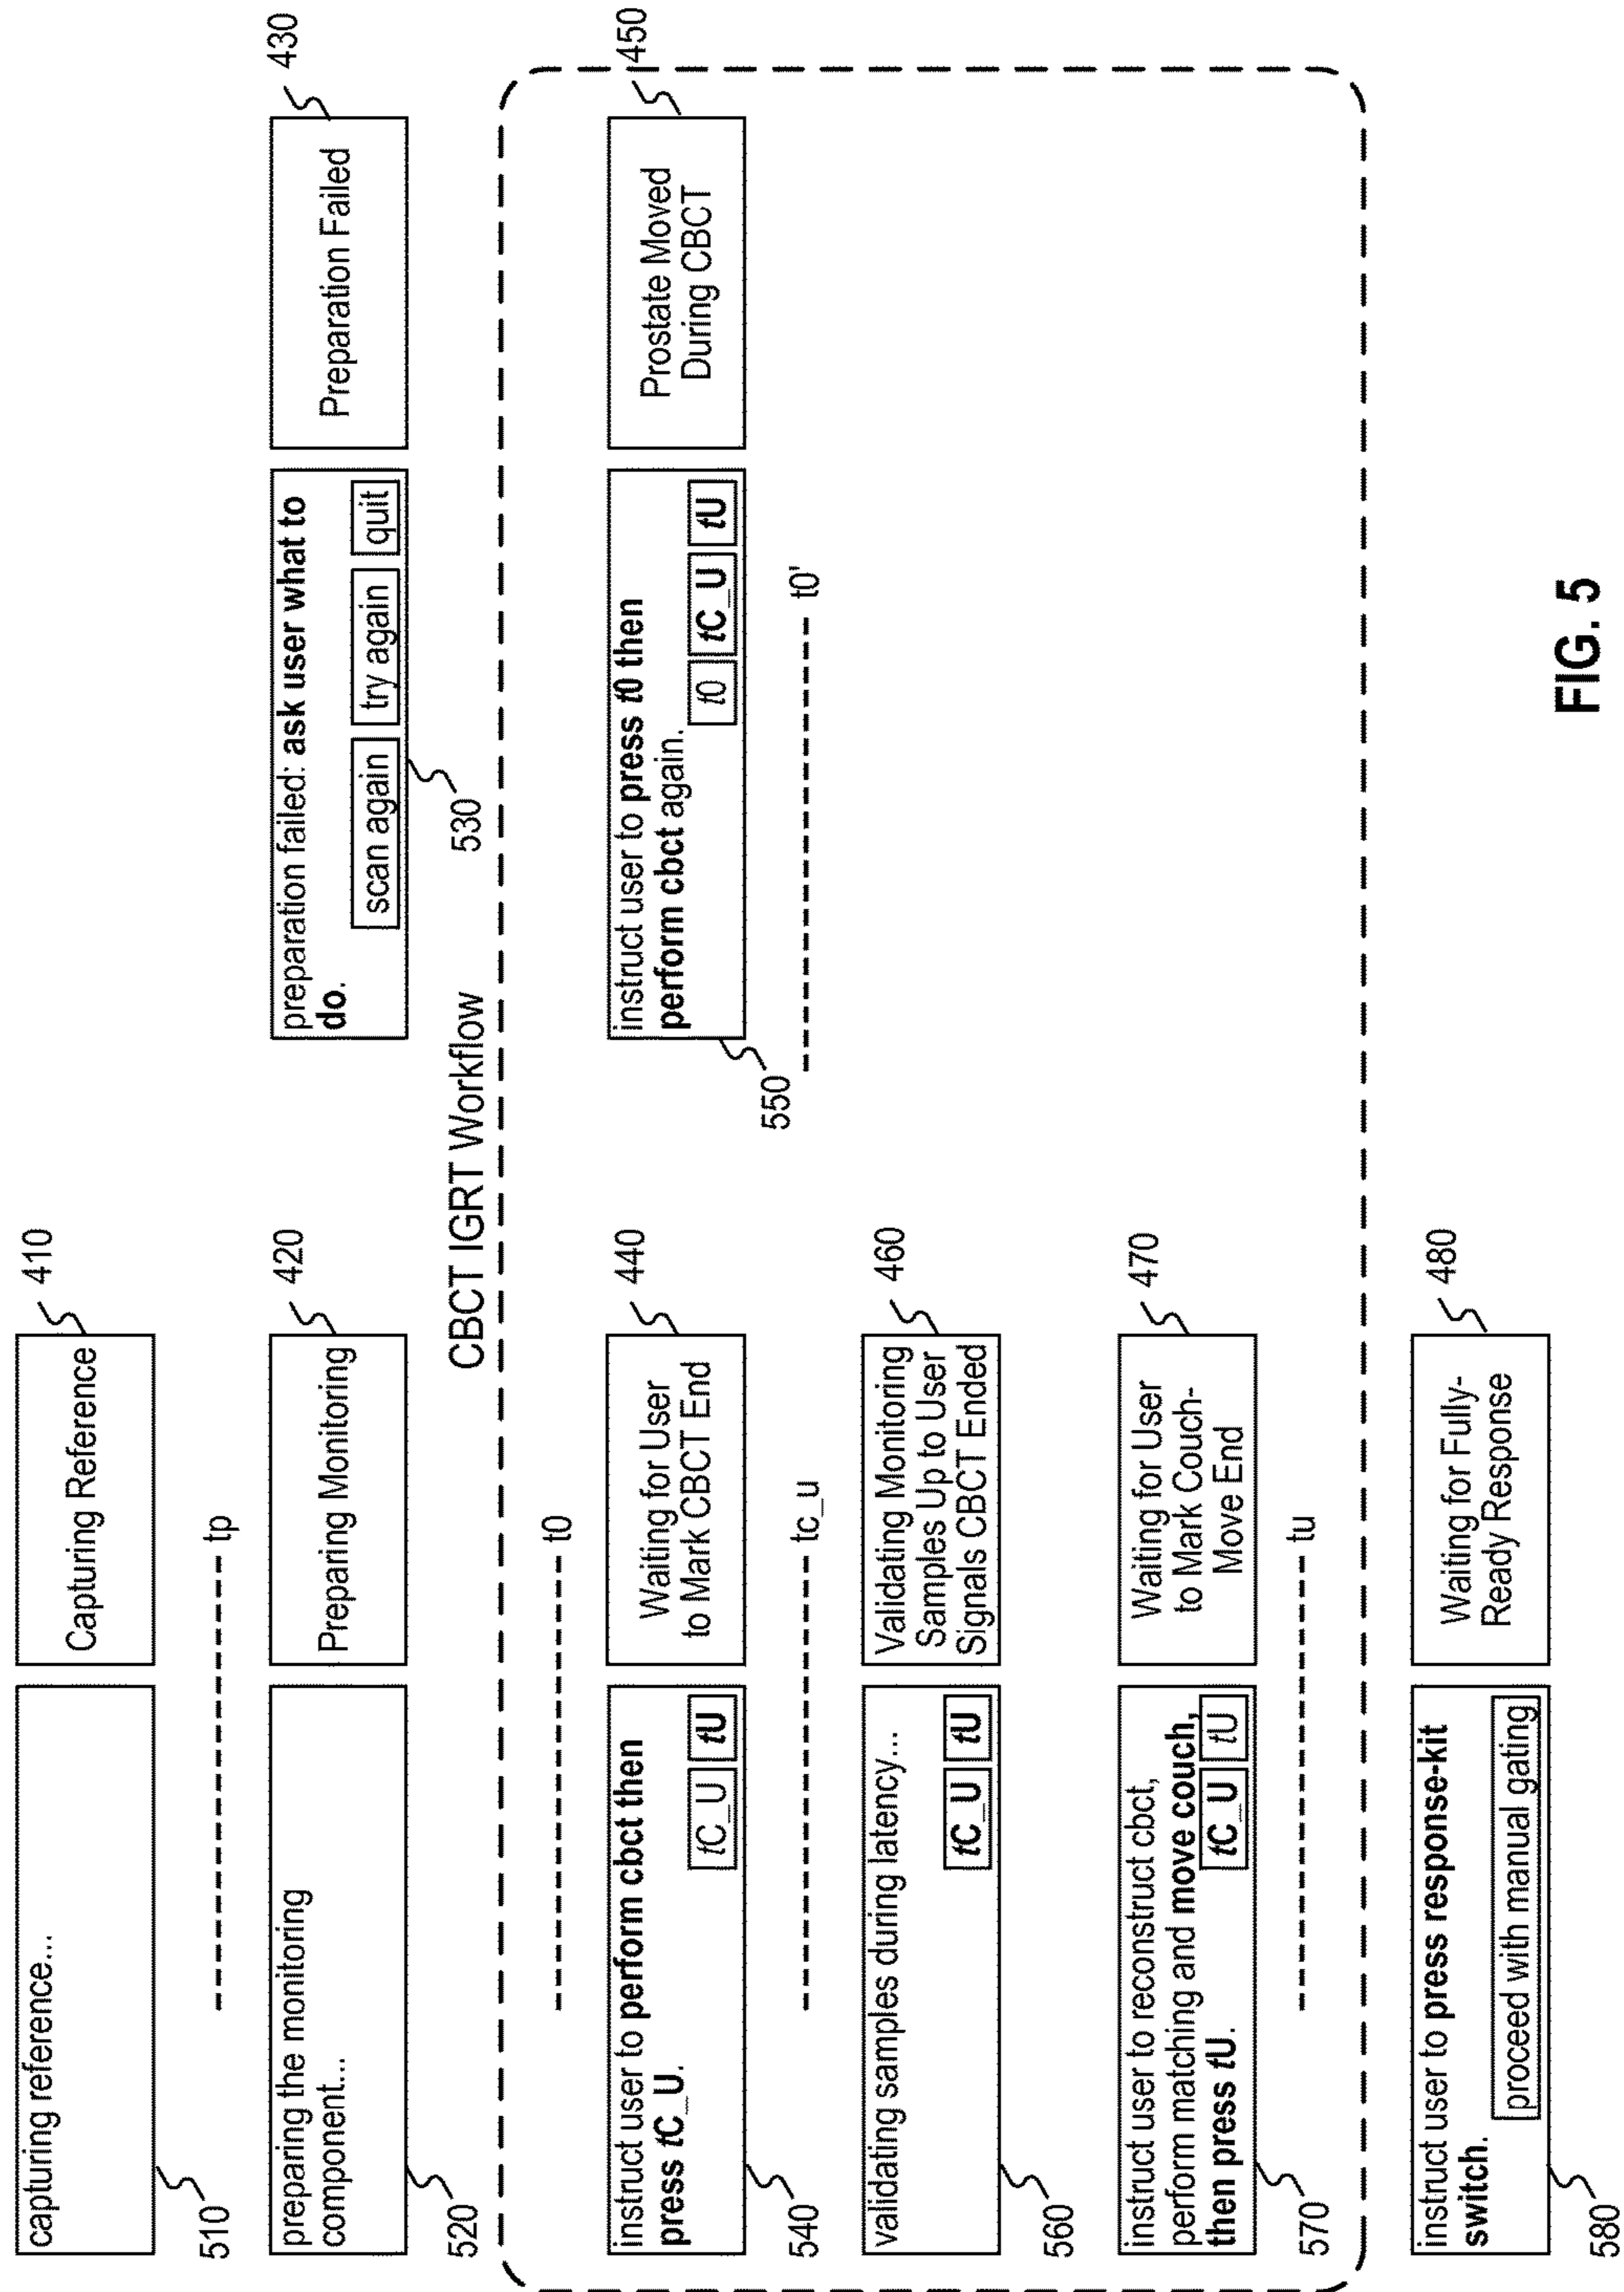 capturing reference...
510
Capturing Reference
410
tp
preparing the monitoring
component...
520
Preparing Monitoring
420
preparation failed: ask user what to
do.
scan again
try again
quit
530
Preparation Failed
430
CBCT IGRT Workflow
t0
instruct user to perform cbct then
press tC_U.
tC_U
tU
540
Waiting for User
to Mark CBCT End
440
instruct user to press t0 then
perform cbct again.
t0
tC_U
tU
550
Prostate Moved
During CBCT
450
tc_u
t0'
validating samples during latency...
tC_U
tU
560
Validating Monitoring
Samples Up to User
Signals CBCT Ended
460
instruct user to reconstruct cbct,
perform matching and move couch,
then press tU.
tC_U
tU
570
Waiting for User
to Mark Couch-
Move End
470
tu
instruct user to press response-kit
switch.
proceed with manual gating
580
Waiting for Fully-
Ready Response
480
FIG. 5